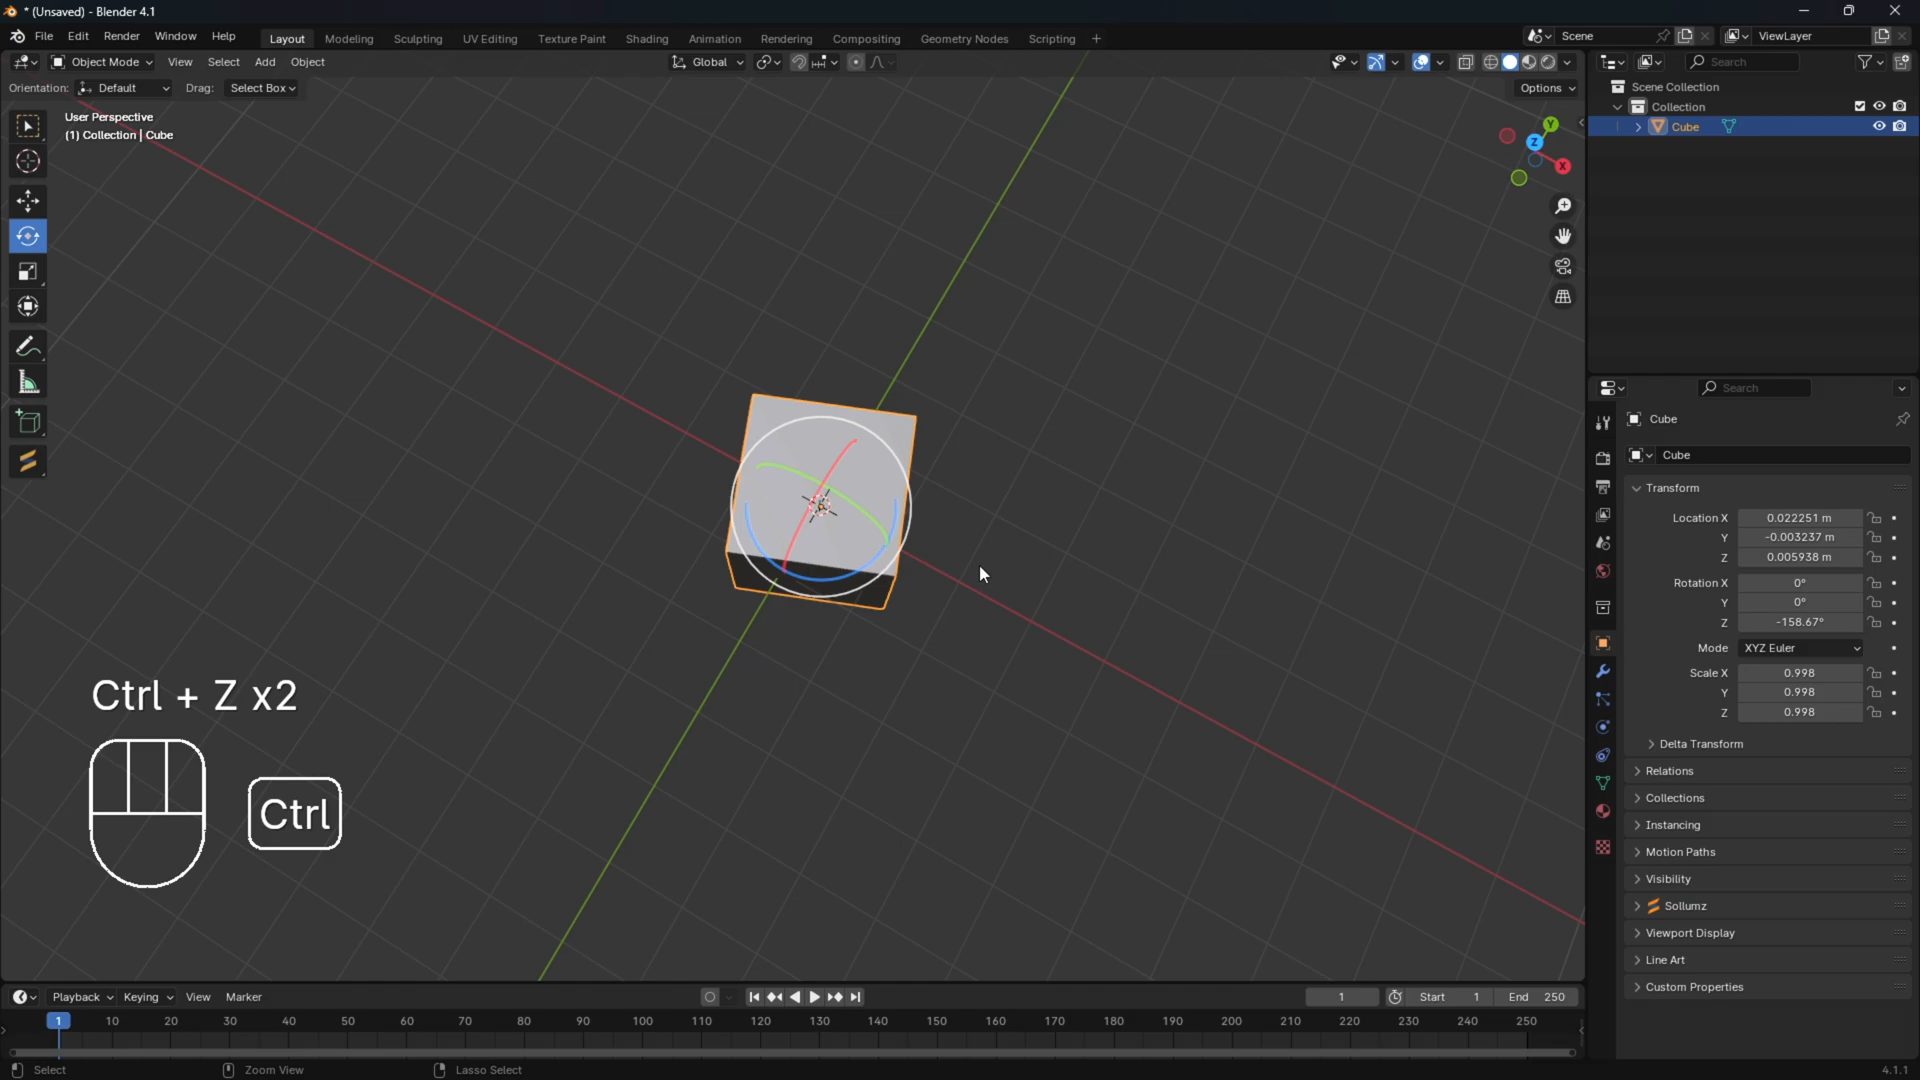 * (Unsaved) - Blender 4.1
File Edit Render Window Help Layout Modeling Sculpting UV Editing Texture Paint Shading Animation Rendering Compositing Geometry Nodes Scripting + Scene ViewLayer
Object Mode View Select Add Object Global Search
Orientation: Default Drag: Select Box Options
User Perspective
(1) Collection | Cube
Scene Collection
Collection
Cube
Y
Z
X
Search
Cube
Cube
Transform
Location X 0.022251 m
Y -0.003237 m
Z 0.005938 m
Rotation X 0°
Y 0°
Z -158.67°
Mode XYZ Euler
Scale X 0.998
Y 0.998
Z 0.998
Delta Transform
Relations
Collections
Instancing
Motion Paths
Visibility
Sollumz
Viewport Display
Line Art
Custom Properties
Ctrl + Z x2
Ctrl
Playback Keying View Marker 1 Start 1 End 250
1 10 20 30 40 50 60 70 80 90 100 110 120 130 140 150 160 170 180 190 200 210 220 230 240 250
Select Zoom View Lasso Select 4.1.1